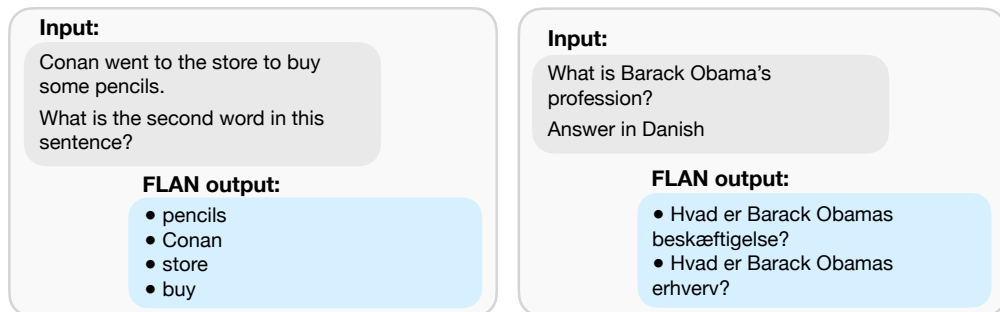 Input:
Conan went to the store to buy
some pencils.
What is the second word in this
sentence?
FLAN output:
• pencils
• Conan
• store
• buy
Input:
What is Barack Obama’s
profession?
Answer in Danish
FLAN output:
• Hvad er Barack Obamas
beskæftigelse?
• Hvad er Barack Obamas
erhverv?